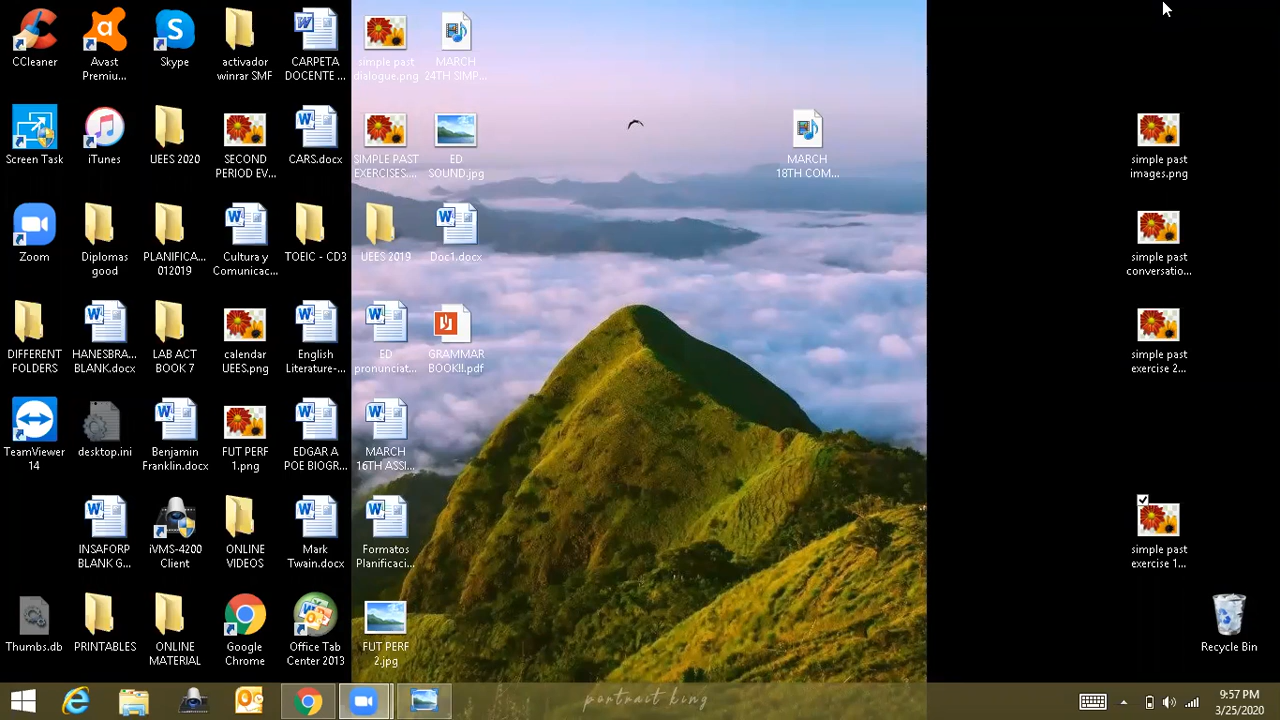 CCleaner
Avast
Premiu...
Skype
activador
winrar SMF
CARPETA
DOCENTE ...
simple past
dialogue.png
MARCH
24TH SIMP...
Screen Task
iTunes
UEES 2020
SECOND
PERIOD EV...
CARS.docx
SIMPLE PAST
EXERCISES....
ED
SOUND.jpg
MARCH
18TH COM...
simple past
images.png
Zoom
Diplomas
good
PLANIFICA...
012019
Cultura y
Comunicac...
TOEIC - CD3
UEES 2019
Doc1.docx
simple past
conversatio...
DIFFERENT
FOLDERS
HANESBRA...
BLANK.docx
LAB ACT
BOOK 7
calendar
UEES.png
English
Literature-...
ED
pronunciat...
GRAMMAR
BOOK!!.pdf
simple past
exercise 2...
TeamViewer
14
desktop.ini
Benjamin
Franklin.docx
FUT PERF
1.png
EDGAR A
POE BIOGR...
MARCH
16TH ASSI...
INSAFORP
BLANK G...
iVMS-4200
Client
ONLINE
VIDEOS
Mark
Twain.docx
Formatos
Planificaci...
simple past
exercise 1...
Thumbs.db
PRINTABLES
ONLINE
MATERIAL
Google
Chrome
Office Tab
Center 2013
FUT PERF
2.jpg
Recycle Bin
portrait king
9:57 PM
3/25/2020